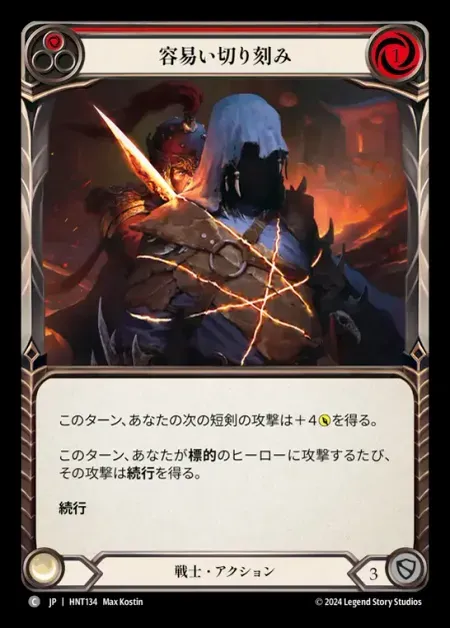 容易い切り刻み
1
このターン、あなたの次の短剣の攻撃は＋4を得る。
このターン、あなたが標的のヒーローに攻撃するたび、
その攻撃は続行を得る。
続行
戦士・アクション
3
C JP | HNT134 Max Kostin
© 2024 Legend Story Studios